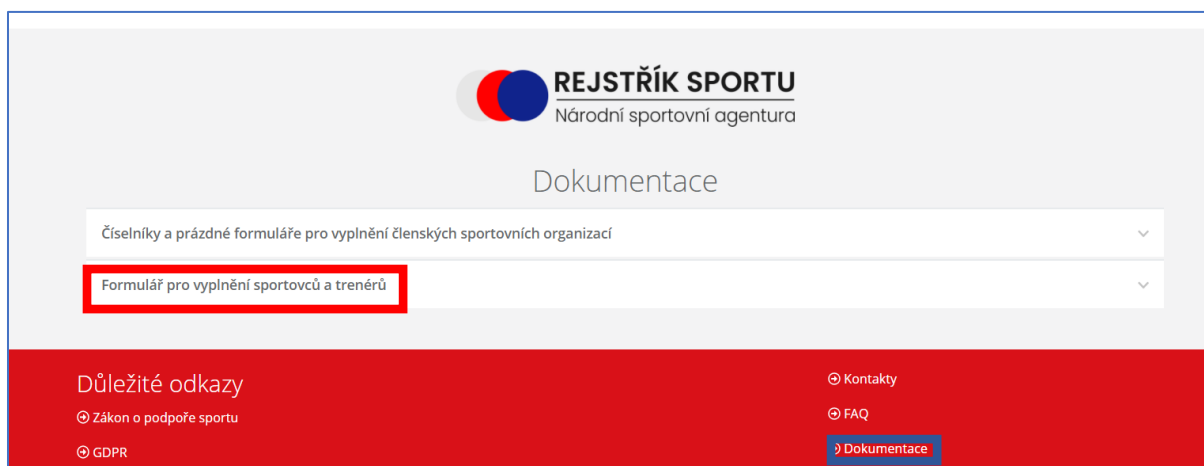 REJSTŘÍK SPORTU
Národní sportovní agentura
Dokumentace
Číselníky a prázdné formuláře pro vyplnění členských sportovních organizací
Formulář pro vyplnění sportovců a trenérů
Důležité odkazy
Zákon o podpoře sportu
GDPR
Kontakty
FAQ
Dokumentace